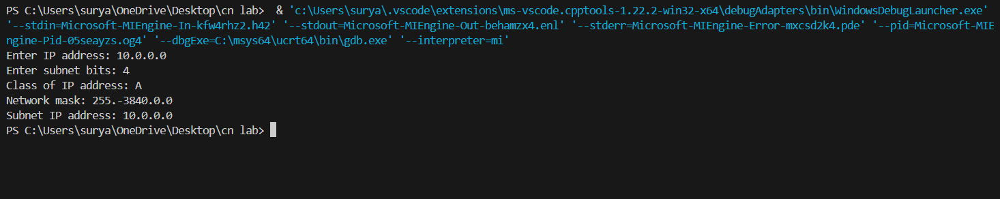 PS C:\Users\surya\OneDrive\Desktop\cn lab>  & 'c:\Users\surya\.vscode\extensions\ms-vscode.cpptools-1.22.2-win32-x64\debugAdapters\bin\WindowsDebugLauncher.exe'
'--stdin=Microsoft-MIEngine-In-kfw4rhz2.h42' '--stdout=Microsoft-MIEngine-Out-behamzx4.enl' '--stderr=Microsoft-MIEngine-Error-mxcsd2k4.pde' '--pid=Microsoft-MIE
ngine-Pid-05seayzs.og4' '--dbgExe=C:\msys64\ucrt64\bin\gdb.exe' '--interpreter=mi'
Enter IP address: 10.0.0.0
Enter subnet bits: 4
Class of IP address: A
Network mask: 255.-3840.0.0
Subnet IP address: 10.0.0.0
PS C:\Users\surya\OneDrive\Desktop\cn lab>